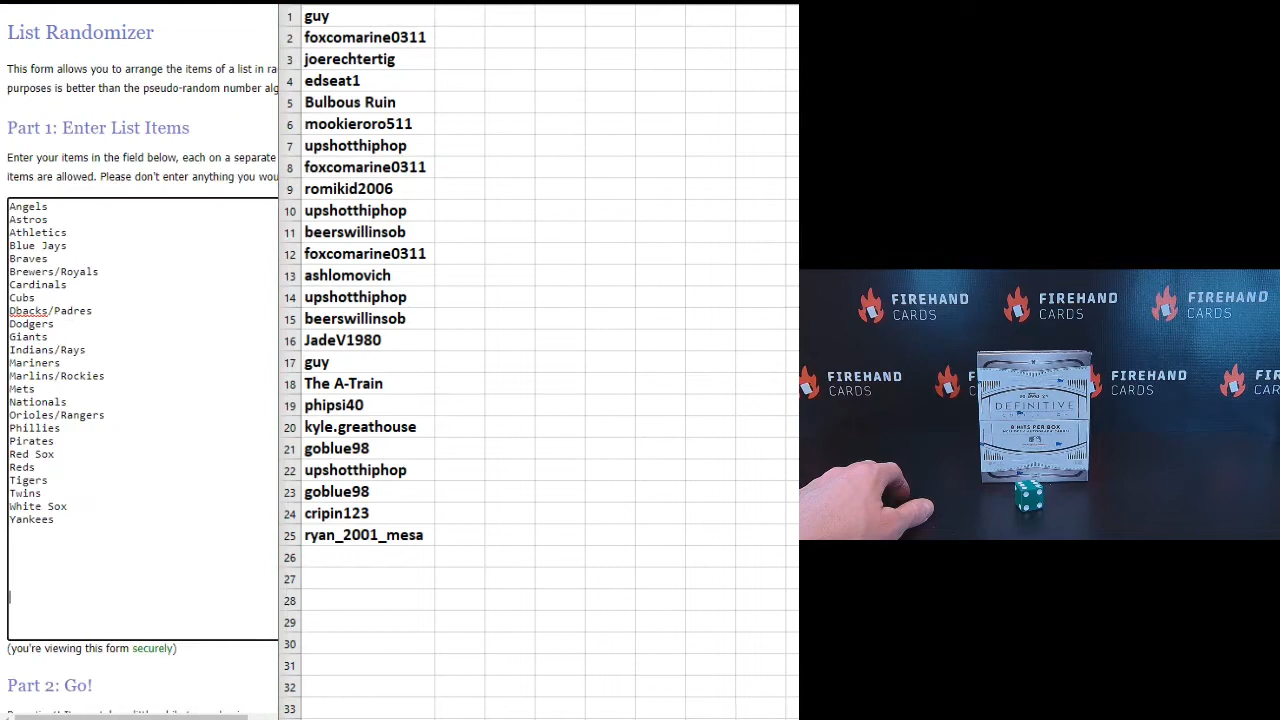 List Randomizer
This form allows you to arrange the items of a list in ra
purposes is better than the pseudo-random number alg
Part 1: Enter List Items
Enter your items in the field below, each on a separate
items are allowed. Please don't enter anything you wou
Angels
Astros
Athletics
Blue Jays
Braves
Brewers/Royals
Cardinals
Cubs
Dbacks/Padres
Dodgers
Giants
Indians/Rays
Mariners
Marlins/Rockies
Mets
Nationals
Orioles/Rangers
Phillies
Pirates
Red Sox
Reds
Tigers
Twins
White Sox
Yankees
(you're viewing this form securely)
Part 2: Go!
1 guy
2 foxcomarine0311
3 joerechtertig
4 edseat1
5 Bulbous Ruin
6 mookieroro511
7 upshotthiphop
8 foxcomarine0311
9 romikid2006
10 upshotthiphop
11 beerswillinsob
12 foxcomarine0311
13 ashlomovich
14 upshotthiphop
15 beerswillinsob
16 JadeV1980
17 guy
18 The A-Train
19 phipsi40
20 kyle.greathouse
21 goblue98
22 upshotthiphop
23 goblue98
24 cripin123
25 ryan_2001_mesa
26
27
28
29
30
31
32
33
FIREHAND CARDS
FIREHAND CARDS
FIREHAND CARDS
FIREHAND CARDS
FIREHAND CARDS
FIR
CAR
DEFINITIVE
8 HITS PER BOX